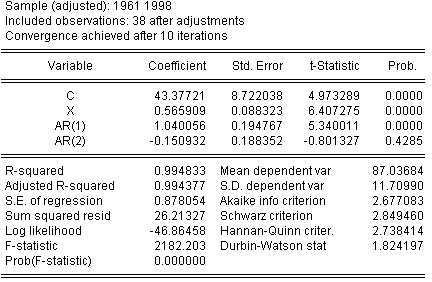 Sample (adjusted): 1961 1998
Included observations: 38 after adjustments
Convergence achieved after 10 iterations
Variable Coefficient Std. Error t-Statistic Prob.
C 43.37721 8.722038 4.973289 0.0000
X 0.565909 0.088323 6.407275 0.0000
AR(1) 1.040056 0.194767 5.340011 0.0000
AR(2) -0.150932 0.188352 -0.801327 0.4285
R-squared 0.994833 Mean dependent var 87.03684
Adjusted R-squared 0.994377 S.D. dependent var 11.70990
S.E. of regression 0.878054 Akaike info criterion 2.677083
Sum squared resid 26.21327 Schwarz criterion 2.849460
Log likelihood -46.86458 Hannan-Quinn criter. 2.738414
F-statistic 2182.203 Durbin-Watson stat 1.824197
Prob(F-statistic) 0.000000